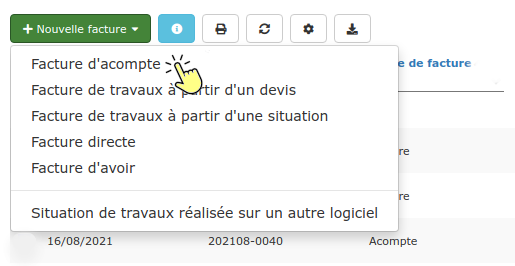 + Nouvelle facture
e de facture
Facture d'acompte
Facture de travaux à partir d'un devis
Facture de travaux à partir d'une situation
Facture directe
re
Facture d'avoir
re
Situation de travaux réalisée sur un autre logiciel
16/08/2021 202108-0040 Acompte